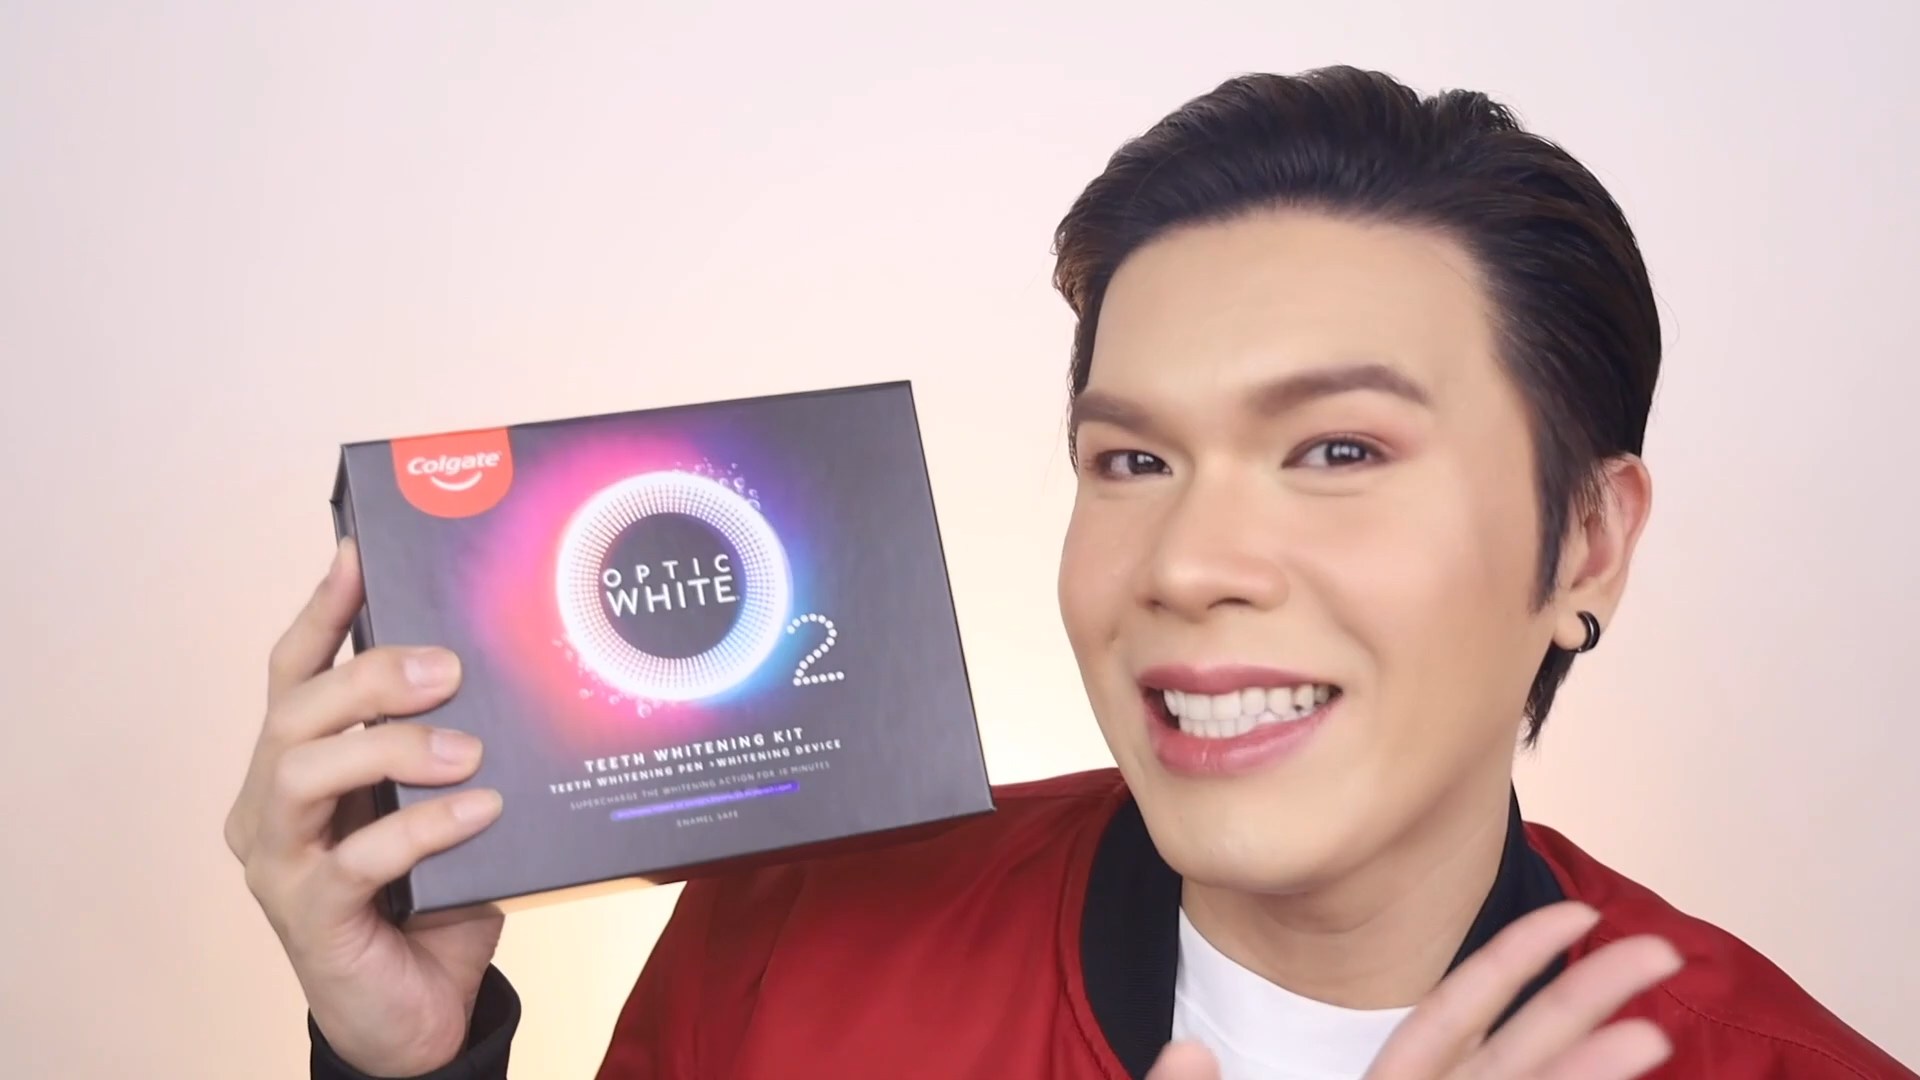 Colgate
OPTIC
WHITE
2
TEETH WHITENING KIT
TEETH WHITENING PEN + WHITENING DEVICE
SUPERCHARGE THE WHITENING ACTION FOR 10 MINUTES
ENAMEL SAFE